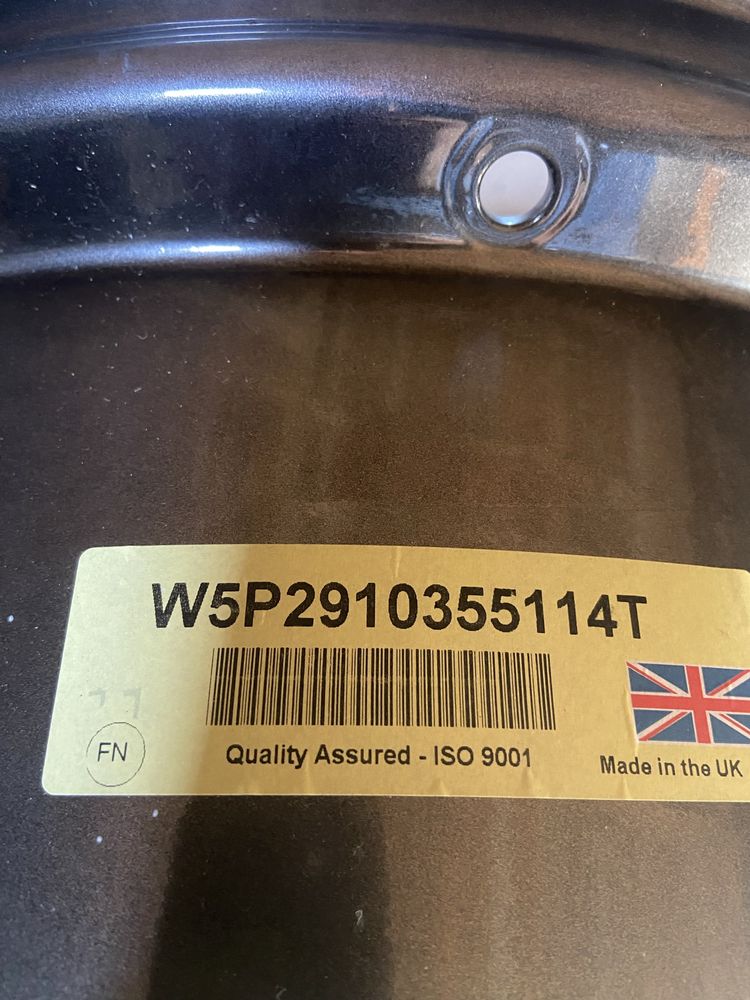 W5P2910355114T
FN
Quality Assured - ISO 9001
Made in the UK